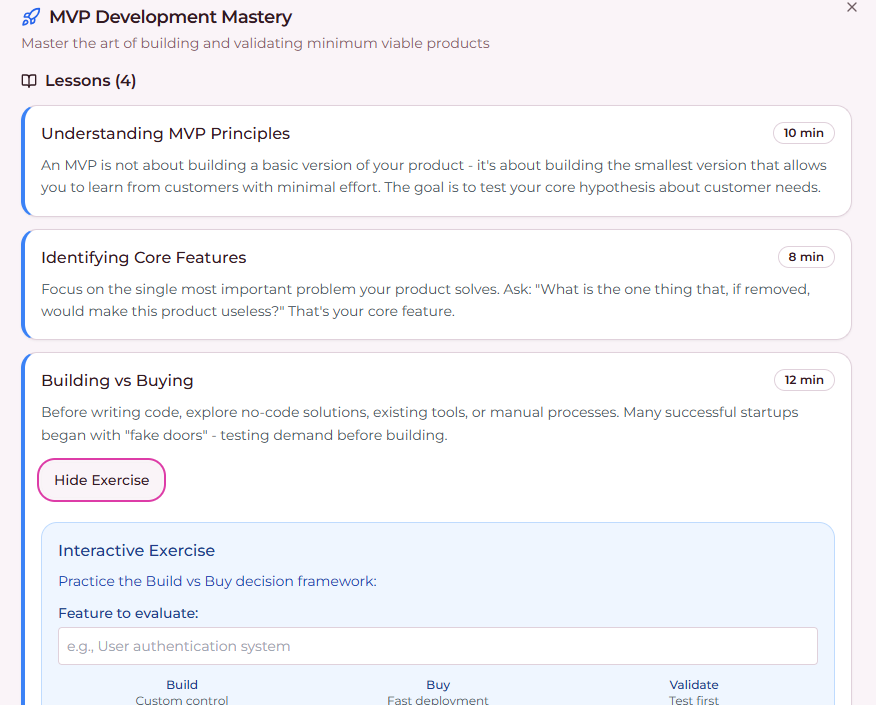 MVP Development Mastery
Master the art of building and validating minimum viable products
Lessons (4)
Understanding MVP Principles
10 min
An MVP is not about building a basic version of your product - it's about building the smallest version that allows
you to learn from customers with minimal effort. The goal is to test your core hypothesis about customer needs.
Identifying Core Features
8 min
Focus on the single most important problem your product solves. Ask: "What is the one thing that, if removed,
would make this product useless?" That's your core feature.
Building vs Buying
12 min
Before writing code, explore no-code solutions, existing tools, or manual processes. Many successful startups
began with "fake doors" - testing demand before building.
Hide Exercise
Interactive Exercise
Practice the Build vs Buy decision framework:
Feature to evaluate:
e.g., User authentication system
Build
Buy
Validate
Custom control
Fast deployment
Test first